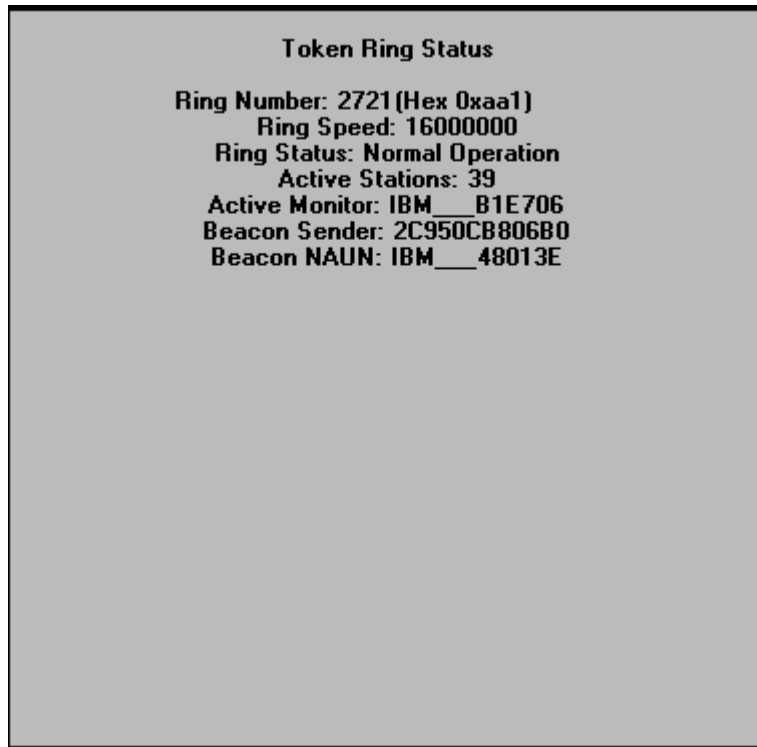 Token Ring Status
Ring Number: 2721(Hex 0xaa1)
Ring Speed: 16000000
Ring Status: Normal Operation
Active Stations: 39
Active Monitor: IBM___B1E706
Beacon Sender: 2C950CB806B0
Beacon NAUN: IBM___48013E